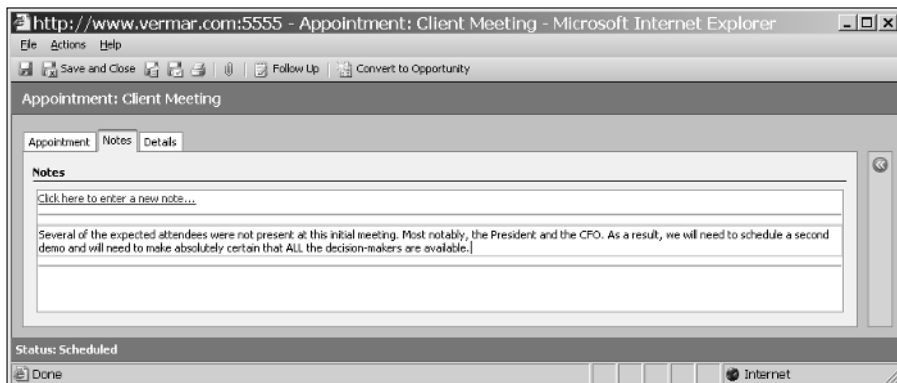 http://www.vermar.com:5555 - Appointment: Client Meeting - Microsoft Internet Explorer
File Actions Help
Save and Close Follow Up Convert to Opportunity
Appointment: Client Meeting
Appointment Notes Details
Notes
Click here to enter a new note...
Several of the expected attendees were not present at this initial meeting. Most notably, the President and the CFO. As a result, we will need to schedule a second
demo and will need to make absolutely certain that ALL the decision-makers are available.
Status: Scheduled
Done Internet